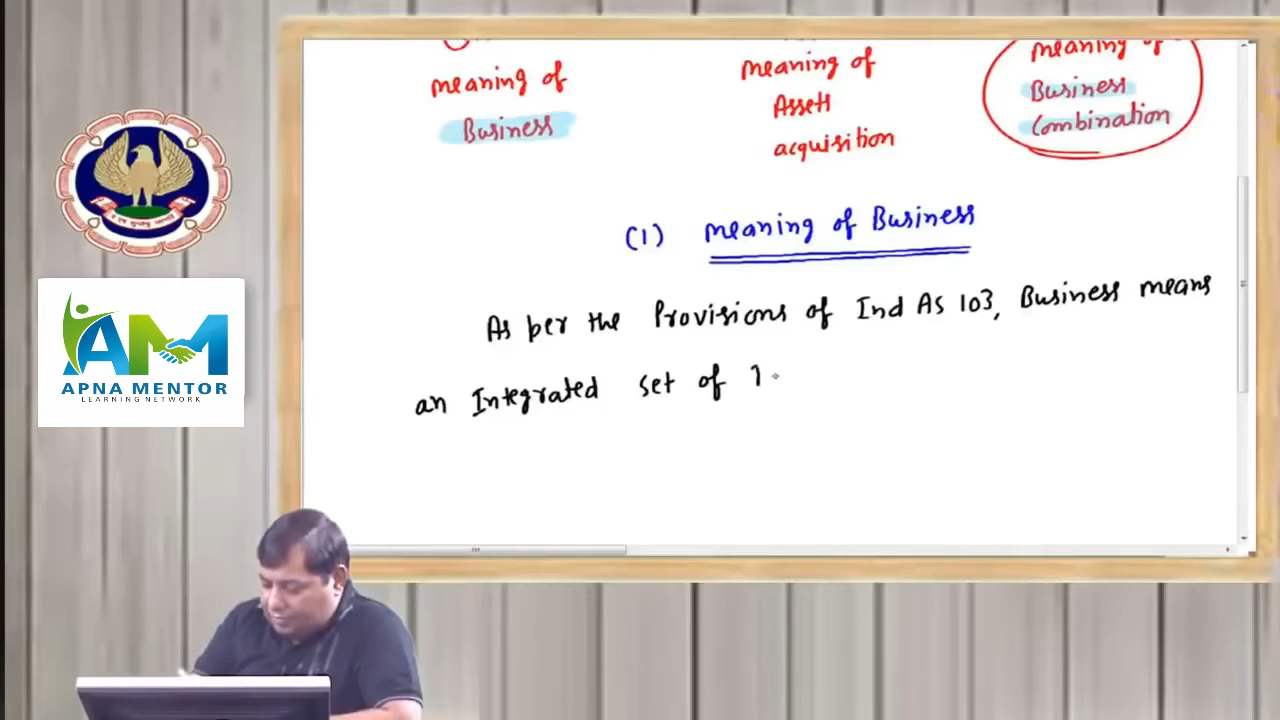 meaning of
Business
meaning of
Assets
acquisition
meaning of
Business
Combination
(1) Meaning of Business
As per the Provisions of Ind AS 103, Business means
an Integrated set of
AM
APNA MENTOR
LEARNING NETWORK